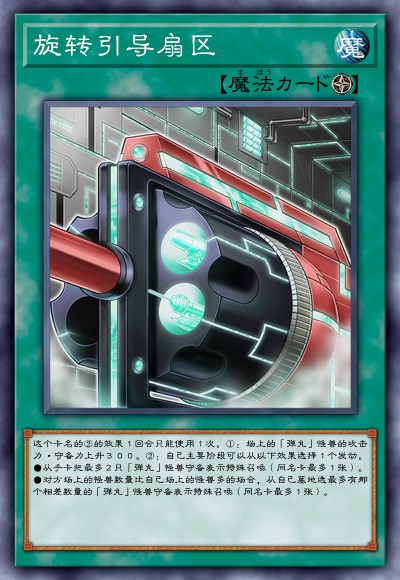 旋转引导扇区
魔
【魔法カード】
まほう
这个卡名的②的效果1回合只能使用1次。①：场上的「弹丸」怪兽的攻击
力·守备力上升300。②：自己主要阶段可以从以下效果选择1个发动。
●从手卡把最多2只「弹丸」怪兽守备表示特殊召唤（同名卡最多1张）。
●对方场上的怪兽数量比自己场上的怪兽多的场合，从自己墓地选最多有那
个相差数量的「弹丸」怪兽守备表示特殊召唤（同名卡最多1张）。